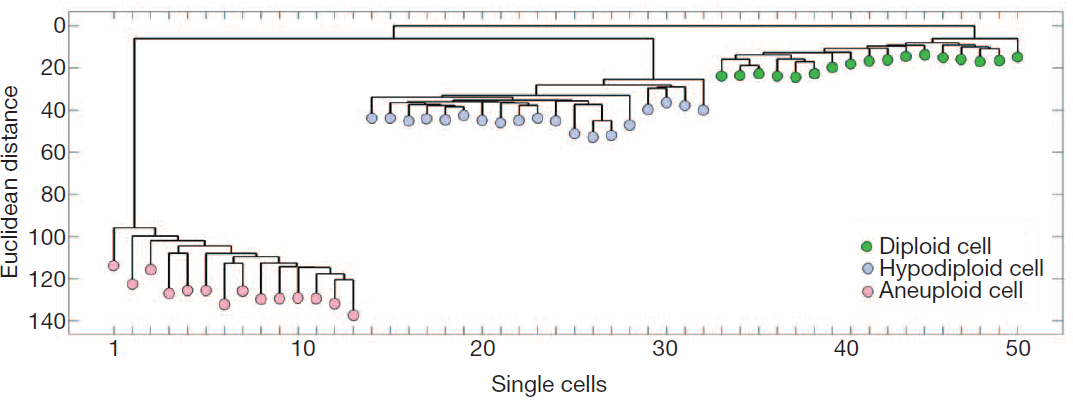 Euclidean distance
0
20
40
60
80
100
120
140
Diploid cell
Hypodiploid cell
Aneuploid cell
1 10 20 30 40 50
Single cells